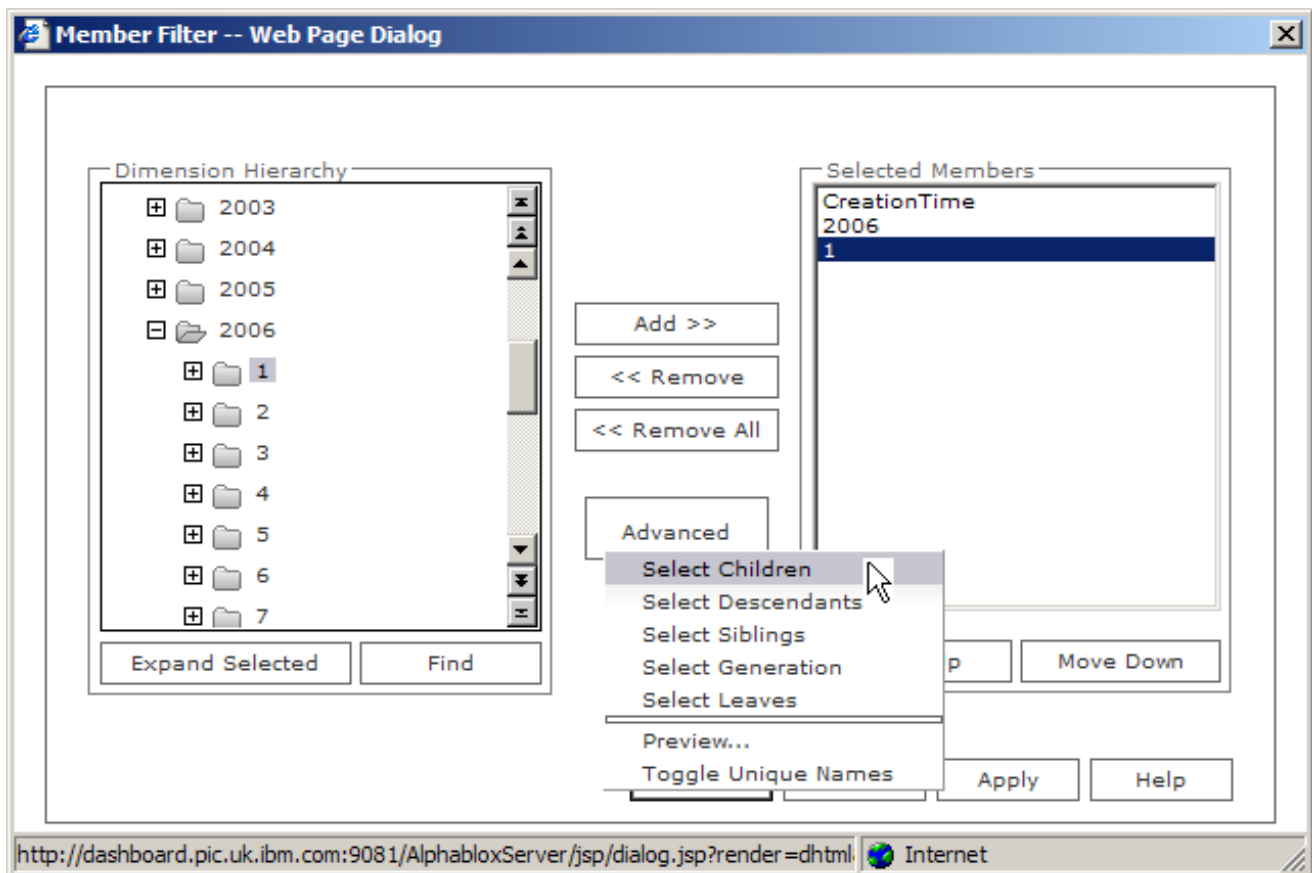 Member Filter -- Web Page Dialog
Dimension Hierarchy
2003
2004
2005
2006
1
2
3
4
5
6
7
Expand Selected
Find
Add >>
<< Remove
<< Remove All
Advanced
Select Children
Select Descendants
Select Siblings
Select Generation
Select Leaves
Preview...
Toggle Unique Names
Selected Members
CreationTime
2006
1
p
Move Down
Apply
Help
http://dashboard.pic.uk.ibm.com:9081/AlphabloxServer/jsp/dialog.jsp?render=dhtml
Internet